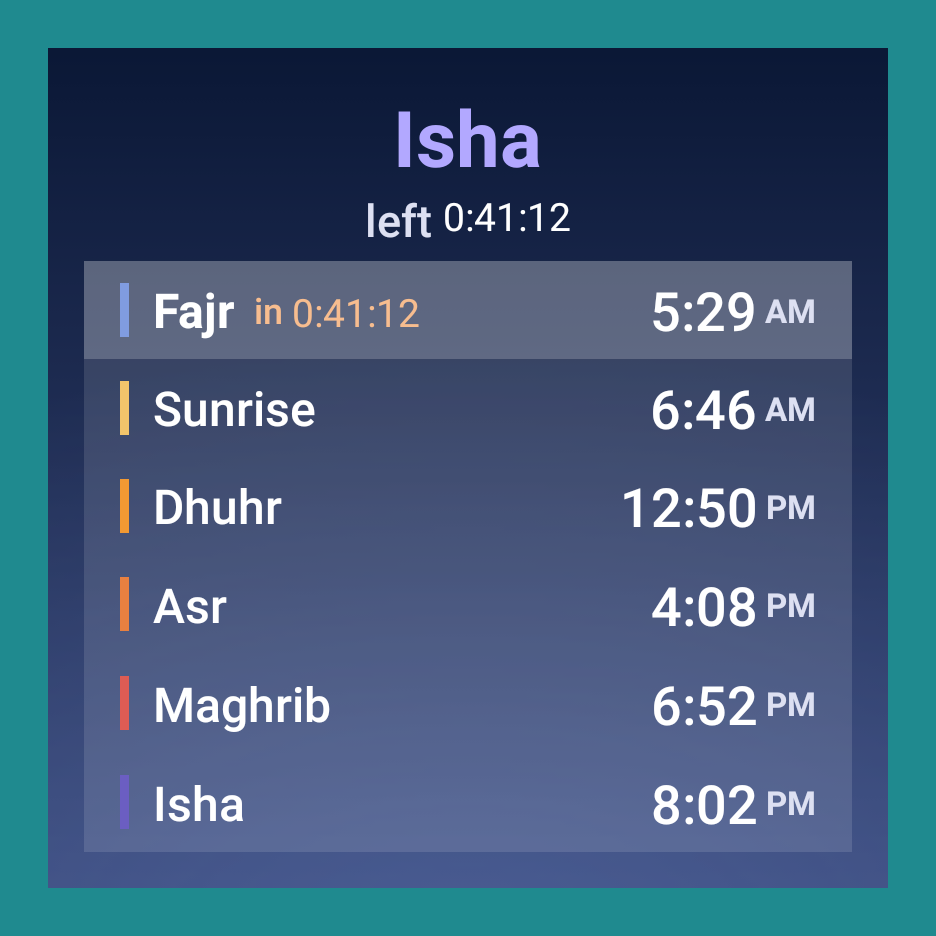 Isha
left 0:41:12
Fajr in 0:41:12 5:29 AM
Sunrise 6:46 AM
Dhuhr 12:50 PM
Asr 4:08 PM
Maghrib 6:52 PM
Isha 8:02 PM